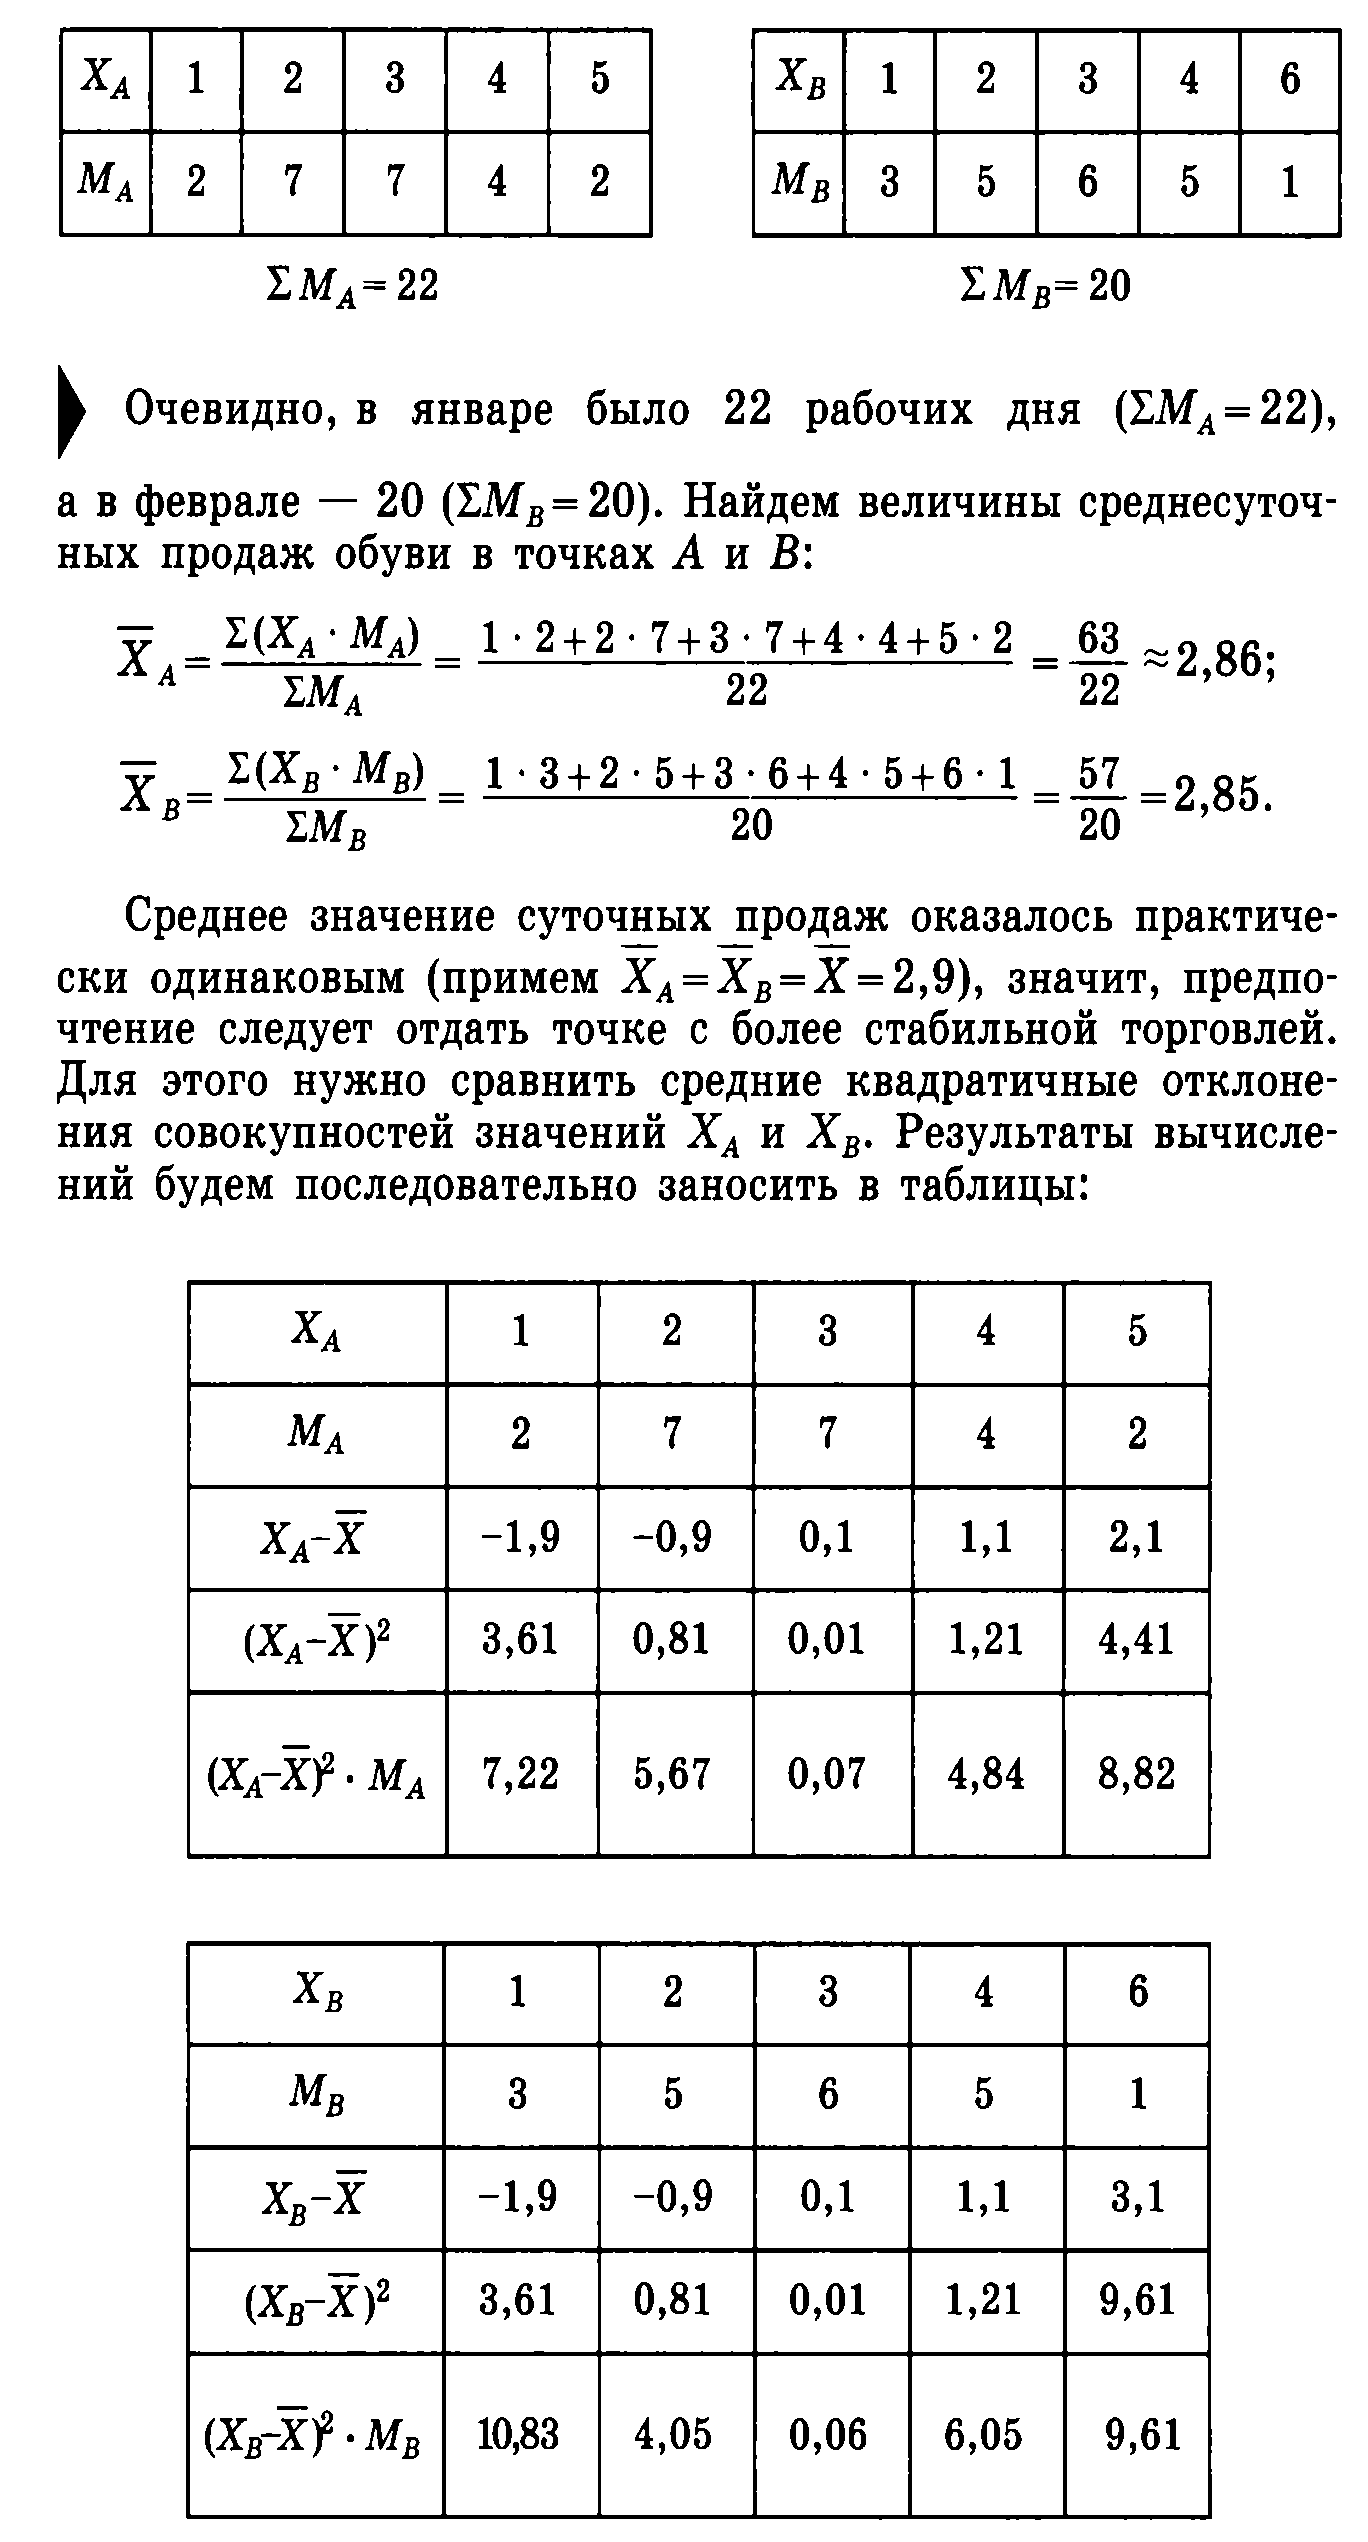 X_A 1 2 3 4 5
M_A 2 7 7 4 2
ΣM_A = 22
X_B 1 2 3 4 6
M_B 3 5 6 5 1
ΣM_B = 20
Очевидно, в январе было 22 рабочих дня (ΣM_A = 22),
а в феврале — 20 (ΣM_B = 20). Найдем величины среднесуточ-
ных продаж обуви в точках A и B:
X̅_A = Σ(X_A · M_A) / ΣM_A = (1 · 2 + 2 · 7 + 3 · 7 + 4 · 4 + 5 · 2) / 22 = 63/22 ≈ 2,86;
X̅_B = Σ(X_B · M_B) / ΣM_B = (1 · 3 + 2 · 5 + 3 · 6 + 4 · 5 + 6 · 1) / 20 = 57/20 = 2,85.
Среднее значение суточных продаж оказалось практиче-
ски одинаковым (примем X̅_A = X̅_B = X̅ = 2,9), значит, предпо-
чтение следует отдать точке с более стабильной торговлей.
Для этого нужно сравнить средние квадратичные отклоне-
ния совокупностей значений X_A и X_B. Результаты вычисле-
ний будем последовательно заносить в таблицы:
X_A 1 2 3 4 5
M_A 2 7 7 4 2
X_A–X̅ –1,9 –0,9 0,1 1,1 2,1
(X_A–X̅)² 3,61 0,81 0,01 1,21 4,41
(X_A–X̅)² · M_A 7,22 5,67 0,07 4,84 8,82
X_B 1 2 3 4 6
M_B 3 5 6 5 1
X_B–X̅ –1,9 –0,9 0,1 1,1 3,1
(X_B–X̅)² 3,61 0,81 0,01 1,21 9,61
(X_B–X̅)² · M_B 10,83 4,05 0,06 6,05 9,61